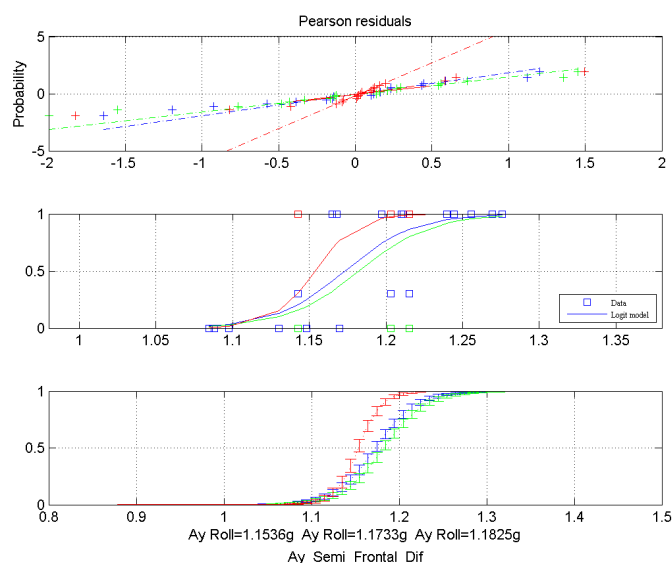 Pearson residuals
Probability
5
0
-5
-2 -1.5 -1 -0.5 0 0.5 1 1.5 2
1
0.5
0
1 1.05 1.1 1.15 1.2 1.25 1.3 1.35
Data
Logit model
1
0.5
0
0.8 0.9 1 1.1 1.2 1.3 1.4 1.5
Ay Roll=1.1536g Ay Roll=1.1733g Ay Roll=1.1825g
Ay Semi Frontal Dif